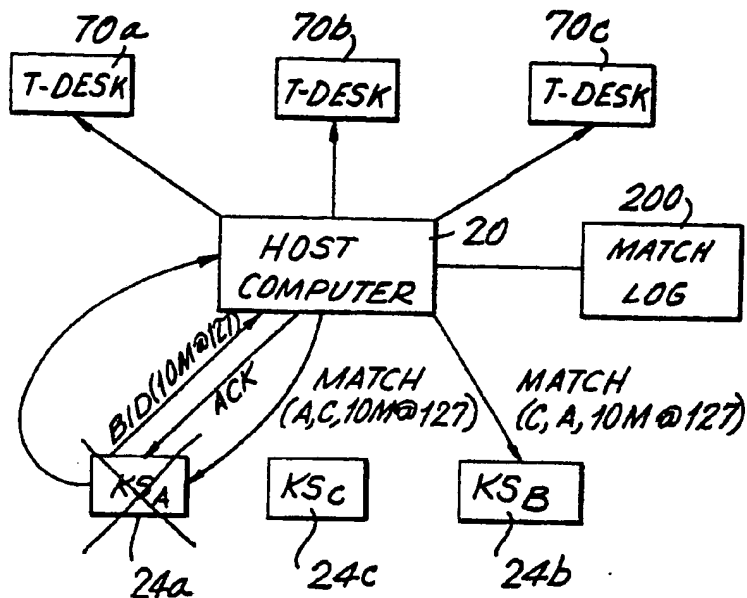 70a
70b
70c
T-DESK
T-DESK
T-DESK
20
200
HOST
COMPUTER
MATCH
LOG
BID(10M@127)
ACK
MATCH
(A,C,10M@127)
MATCH
(C,A,10M@127)
KSA
KSC
KSB
24a
24c
24b